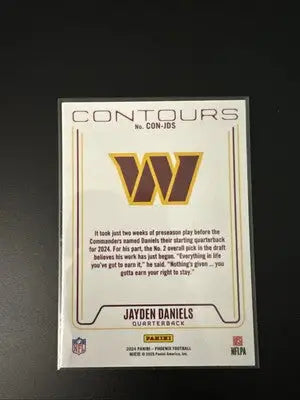 CONTOURS
No. CON-JDS
W
It took just two weeks of preseason play before the
Commanders named Daniels their starting quarterback
for 2024. For his part, the No. 2 overall pick in the draft
believes his work has just begun. "Everything in life
you've got to earn it," he said. "Nothing's given ... you
gotta earn your right to stay."
JAYDEN DANIELS
QUARTERBACK
NFL
PANINI
NFLPA
2024 PANINI - PHOENIX FOOTBALL
© 2025 Panini America, Inc.